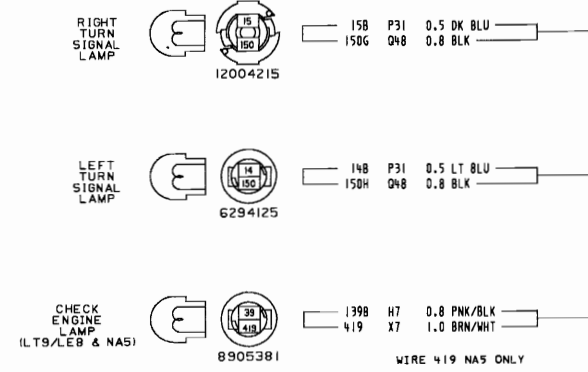 RIGHT
TURN
SIGNAL
LAMP
15
150
12004215
15B P31 0.5 DK BLU
150G Q48 0.8 BLK
LEFT
TURN
SIGNAL
LAMP
14
150
6294125
14B P31 0.5 LT BLU
150H Q48 0.8 BLK
CHECK
ENGINE
LAMP
(LT9/LE8 & NA5)
39
419
8905381
139B H7 0.8 PNK/BLK
419 X7 1.0 BRN/WHT
WIRE 419 NA5 ONLY